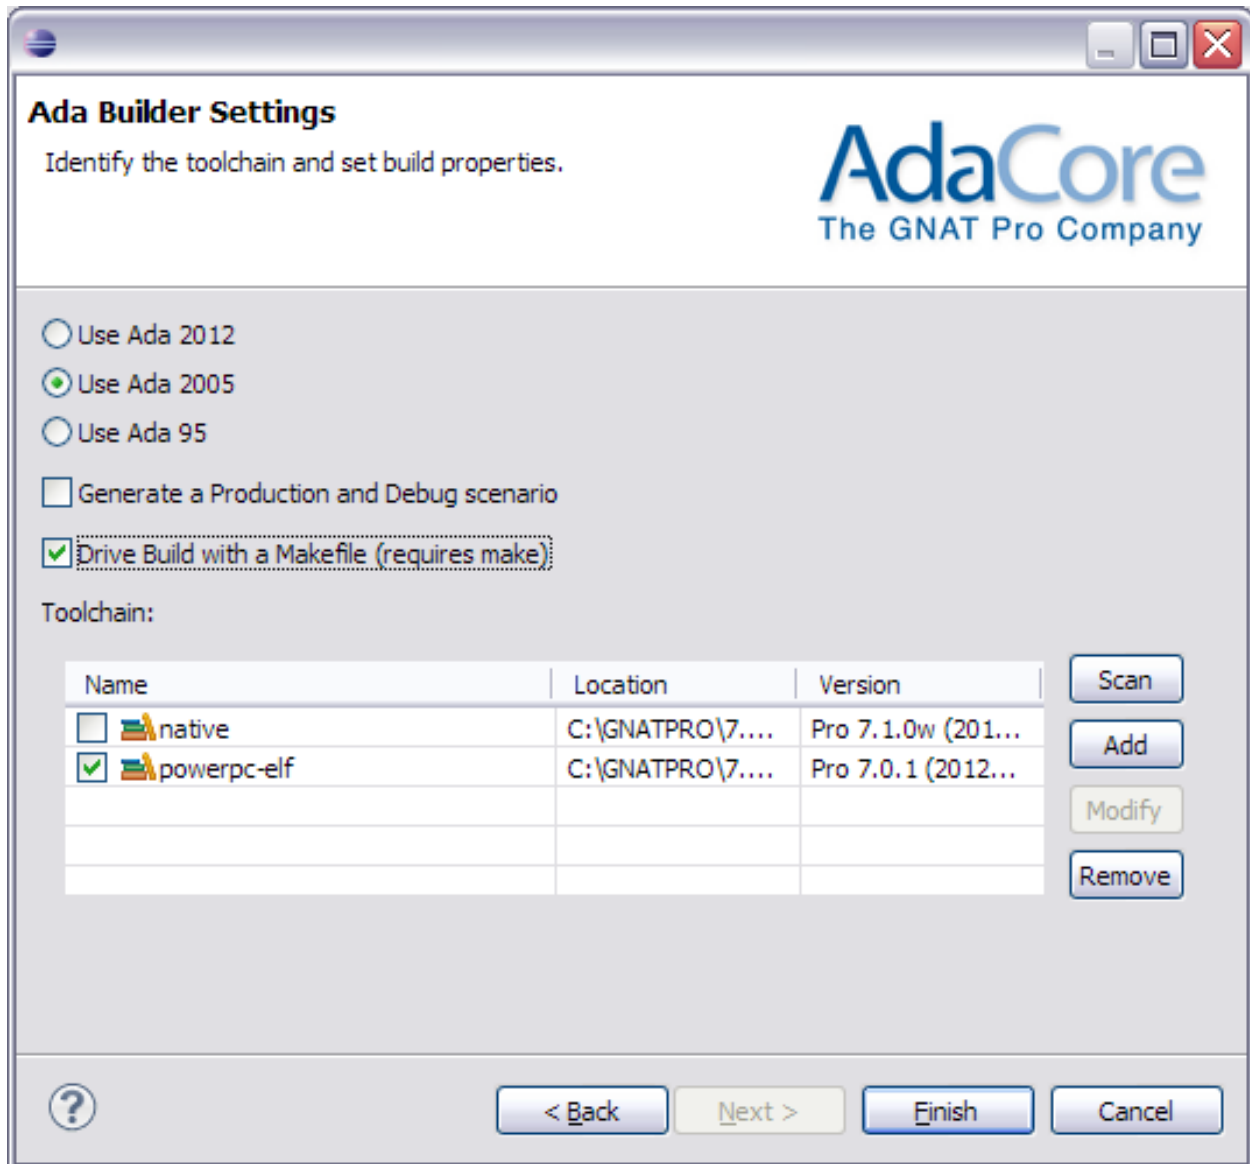 Ada Builder Settings
Identify the toolchain and set build properties.
AdaCore
The GNAT Pro Company
Use Ada 2012
Use Ada 2005
Use Ada 95
Generate a Production and Debug scenario
Drive Build with a Makefile (requires make)
Toolchain:
Name Location Version
native C:\GNATPRO\7.... Pro 7.1.0w (201...
powerpc-elf C:\GNATPRO\7.... Pro 7.0.1 (2012...
Scan
Add
Modify
Remove
? < Back Next > Finish Cancel